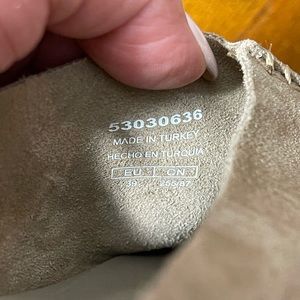 53030636
MADE IN TURKEY
HECHO EN TURQUIA
EU CN
39